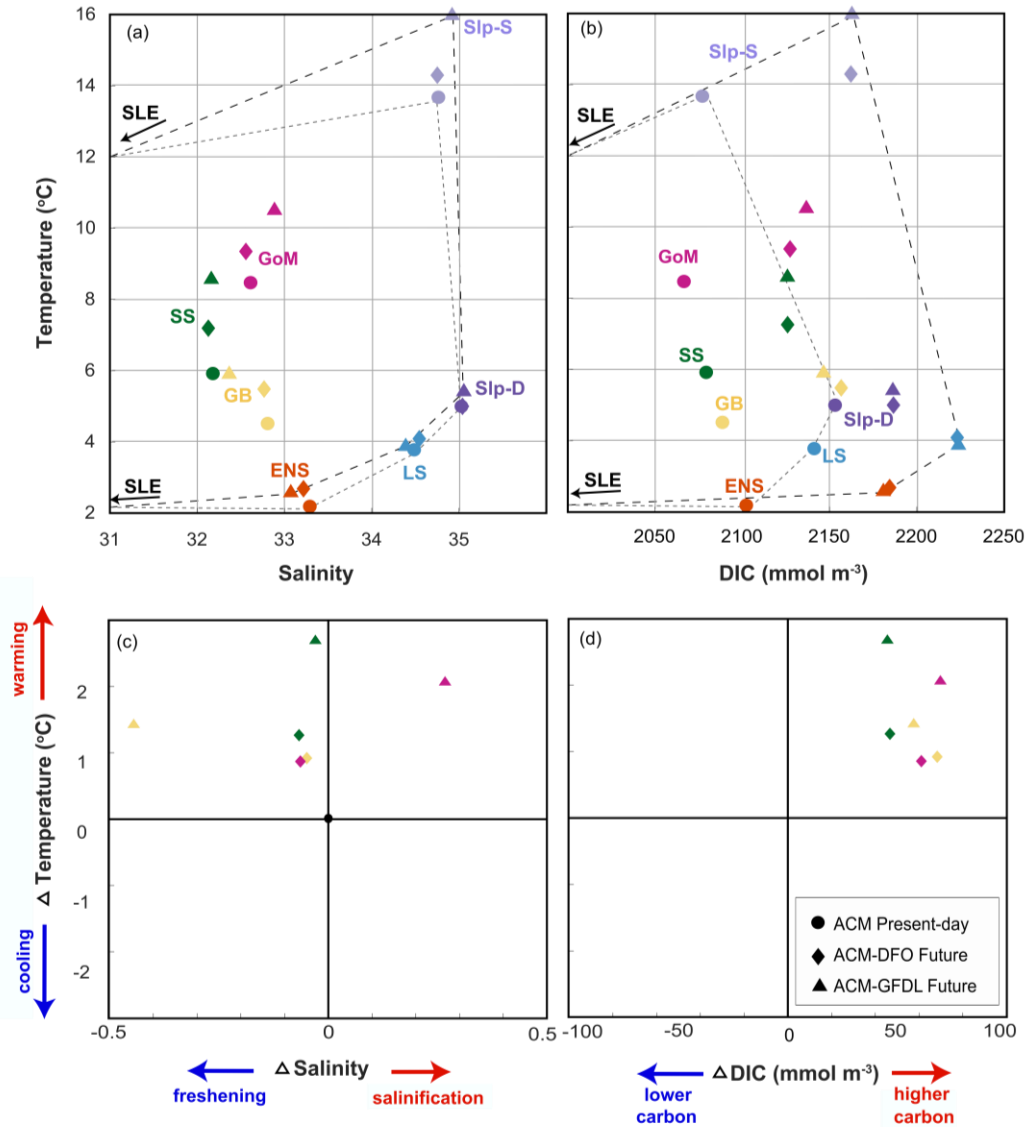 16
14
12
10
8
6
4
2
Temperature (°C)
(a)
Slp-S
SLE
GoM
SS
GB
Slp-D
LS
ENS
SLE
31
32
33
34
35
Salinity
(b)
Slp-S
SLE
GoM
SS
GB
Slp-D
LS
ENS
SLE
2050
2100
2150
2200
2250
DIC (mmol m-3)
warming
cooling
Δ Temperature (°C)
2
1
0
-1
-2
(c)
-0.5
0
0.5
Δ Salinity
freshening
salinification
(d)
ACM Present-day
ACM-DFO Future
ACM-GFDL Future
-100
-50
0
50
100
Δ DIC (mmol m-3)
lower
carbon
higher
carbon